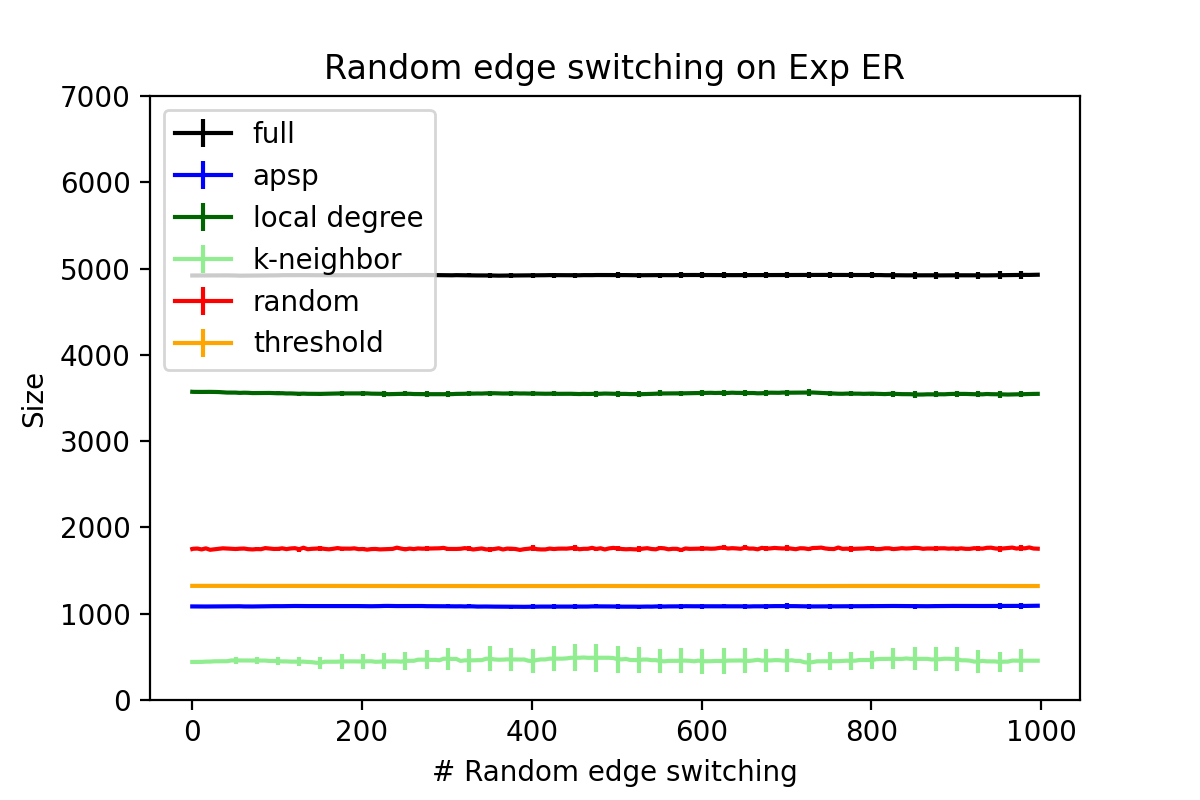 Random edge switching on Exp ER
7000
6000
5000
4000
3000
2000
1000
0
Size
full
apsp
local degree
k-neighbor
random
threshold
0 200 400 600 800 1000
# Random edge switching